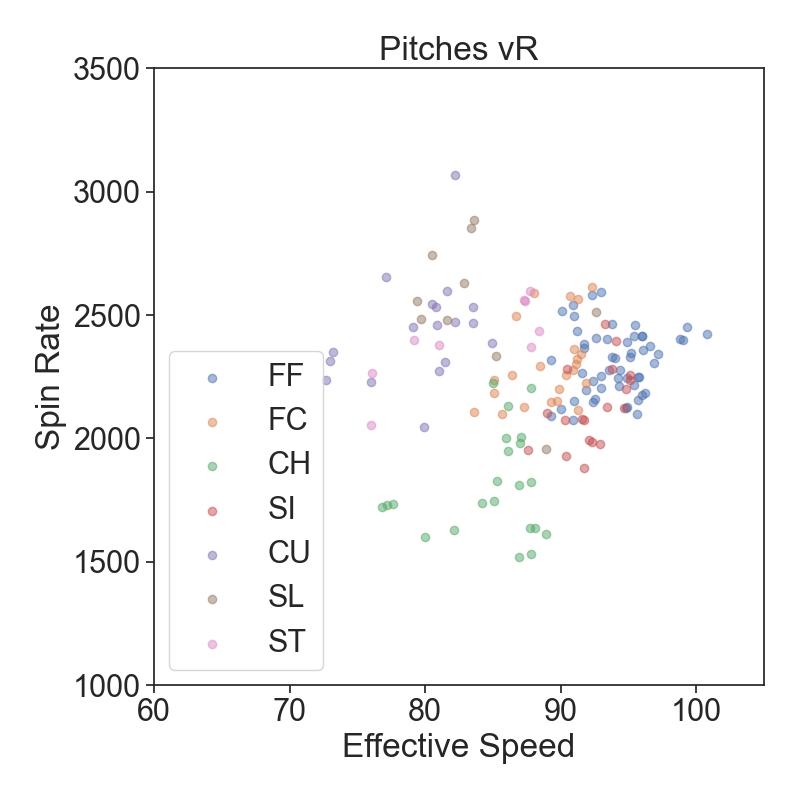 Pitches vR
3500
3000
2500
2000
1500
1000
Spin Rate
FF
FC
CH
SI
CU
SL
ST
60 70 80 90 100
Effective Speed